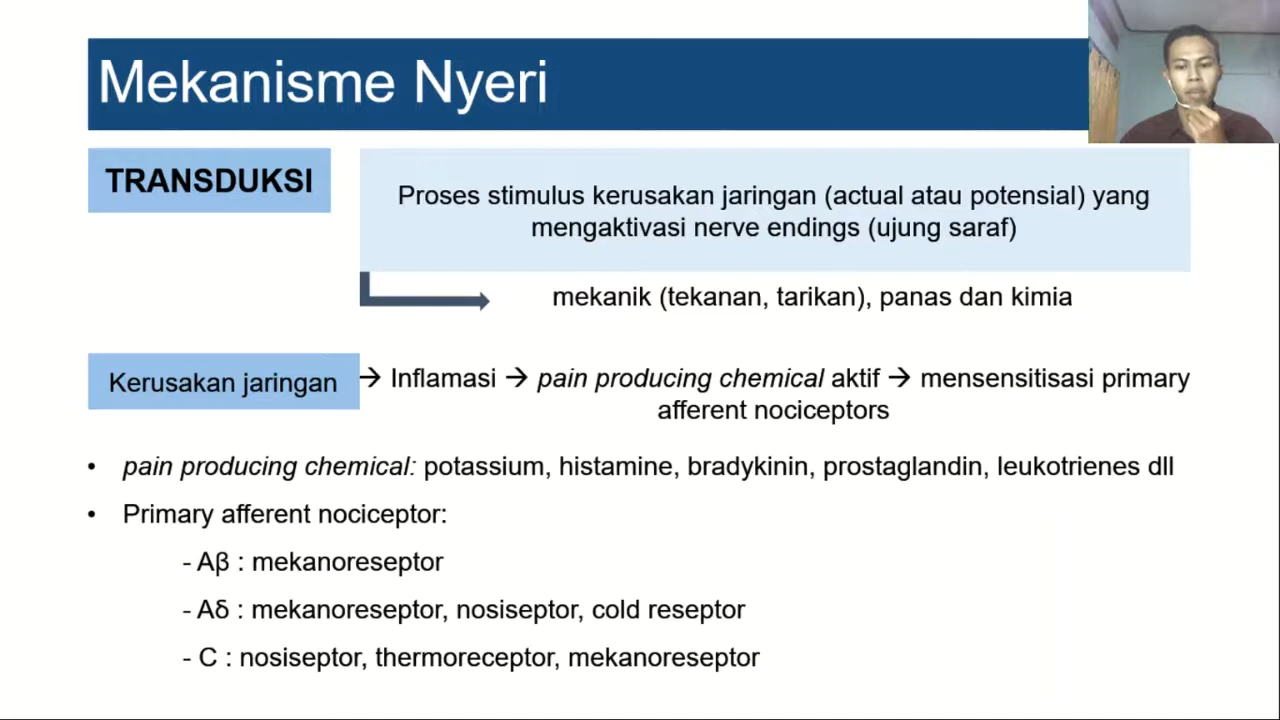 Mekanisme Nyeri
TRANSDUKSI
Proses stimulus kerusakan jaringan (actual atau potensial) yang
mengaktivasi nerve endings (ujung saraf)
mekanik (tekanan, tarikan), panas dan kimia
Kerusakan jaringan
→ Inflamasi → pain producing chemical aktif → mensensitisasi primary
afferent nociceptors
• pain producing chemical: potassium, histamine, bradykinin, prostaglandin, leukotrienes dll
• Primary afferent nociceptor:
- Aβ : mekanoreseptor
- Aδ : mekanoreseptor, nosiseptor, cold reseptor
- C : nosiseptor, thermoreceptor, mekanoreseptor